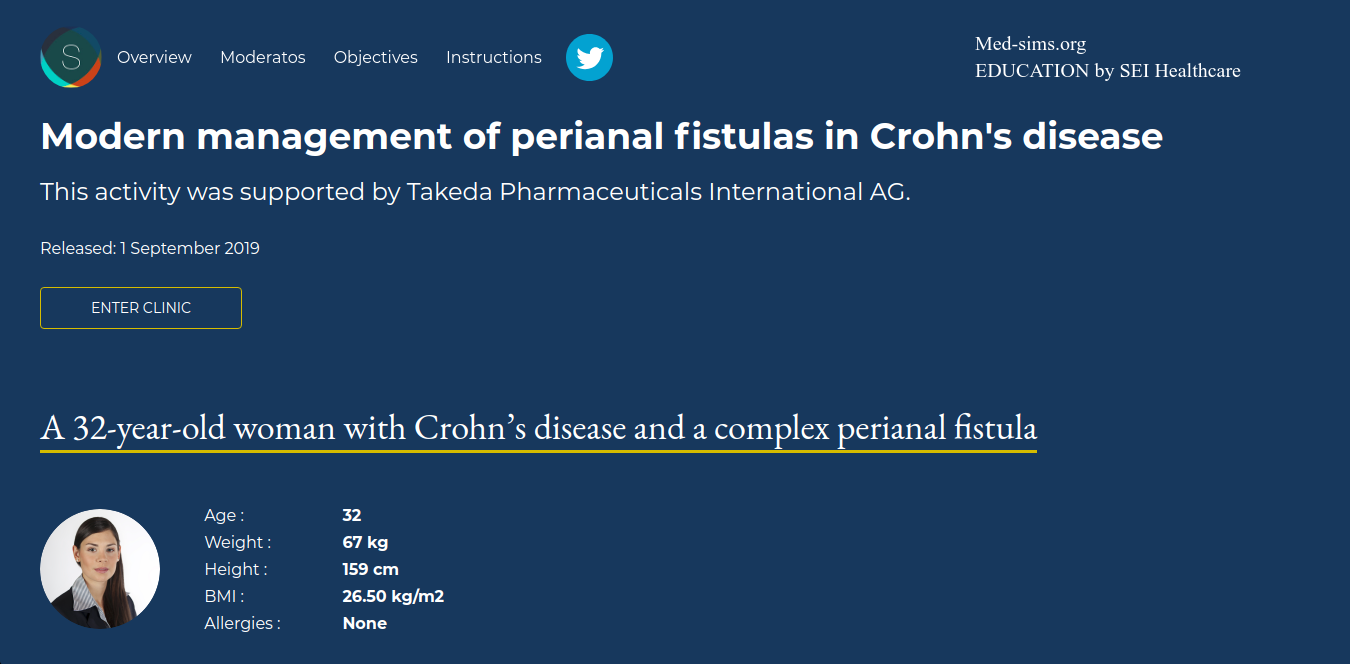 S
Overview
Moderatos
Objectives
Instructions
Med-sims.org
EDUCATION by SEI Healthcare
Modern management of perianal fistulas in Crohn's disease
This activity was supported by Takeda Pharmaceuticals International AG.
Released: 1 September 2019
ENTER CLINIC
A 32-year-old woman with Crohn’s disease and a complex perianal fistula
Age : 32
Weight : 67 kg
Height : 159 cm
BMI : 26.50 kg/m2
Allergies : None